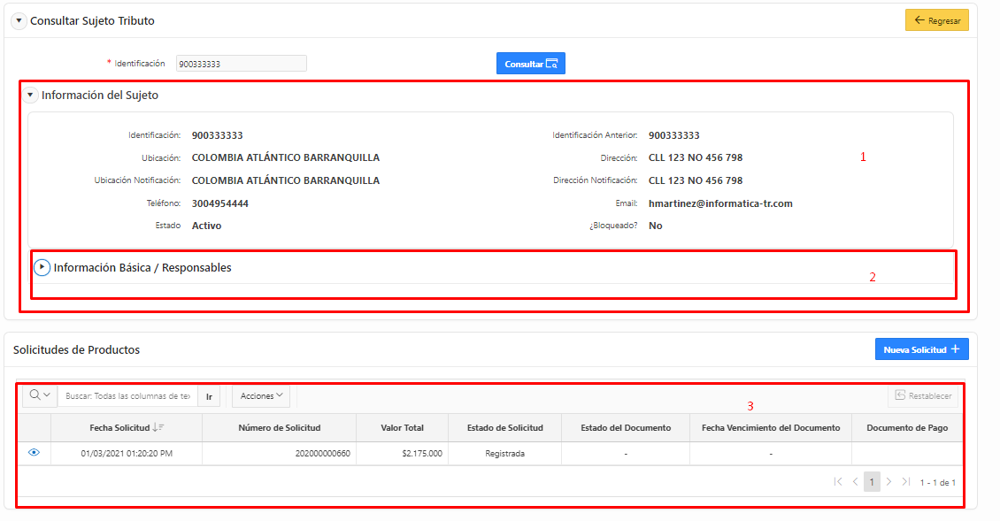 Consultar Sujeto Tributo
Regresar
* Identificación 900333333 Consultar
Información del Sujeto
Identificación: 900333333 Identificación Anterior: 900333333
1
Ubicación: COLOMBIA ATLÁNTICO BARRANQUILLA Dirección: CLL 123 NO 456 798
Ubicación Notificación: COLOMBIA ATLÁNTICO BARRANQUILLA Dirección Notificación: CLL 123 NO 456 798
Teléfono: 3004954444 Email: hmartinez@informatica-tr.com
Estado Activo ¿Bloqueado? No
Información Básica / Responsables
2
Solicitudes de Productos
Nueva Solicitud +
Buscar: Todas las columnas de tex Ir Acciones Restablecer
3
Fecha Solicitud Número de Solicitud Valor Total Estado de Solicitud Estado del Documento Fecha Vencimiento del Documento Documento de Pago
01/03/2021 01:20:20 PM 202000000660 $2.175.000 Registrada - -
1 1 - 1 de 1